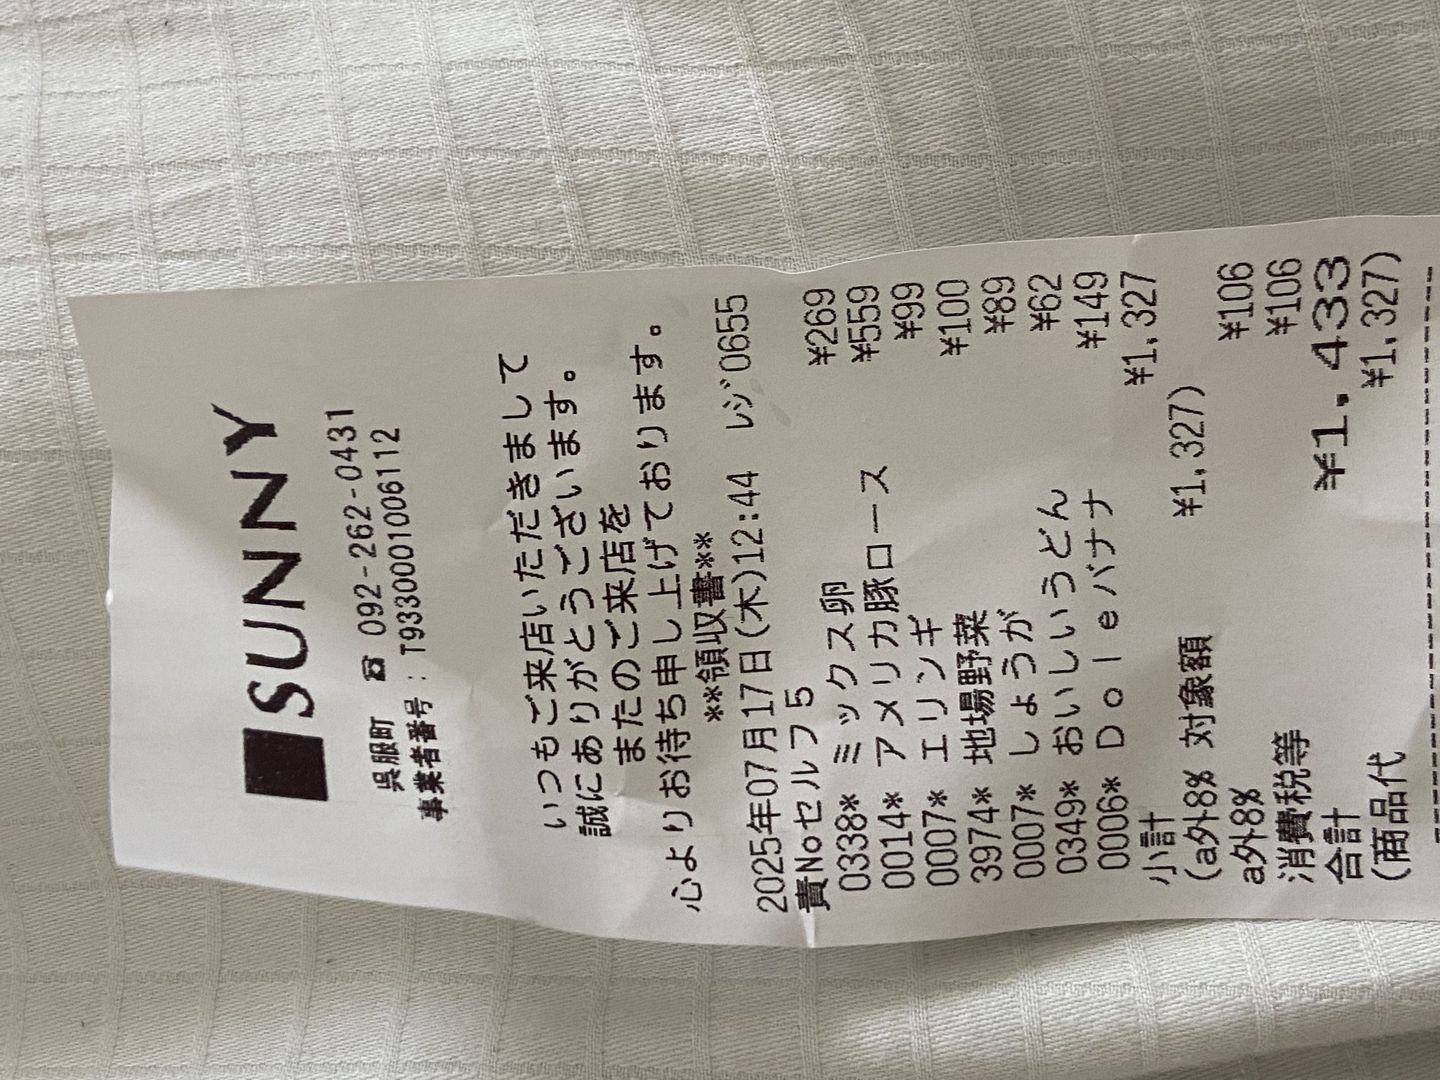 SUNNY
呉服町 ☎ 092-262-0431
事業者番号：T9330001006112
いつもご来店いただきまして
誠にありがとうございます。
またのご来店を
心よりお待ち申し上げております。
**領収書**
2025年07月17日(木)12:44 ﾚｼﾞ0655
責Noセルフ5
0338* ミックス卵 ¥269
0014* アメリカ豚ロース ¥559
0007* エリンギ ¥99
3974* 地場野菜 ¥100
0007* しょうが ¥89
0349* おいしいうどん ¥62
0006* Doleバナナ ¥149
小計 ¥1,327
(a外8% 対象額 ¥1,327)
a外8% ¥106
消費税等 ¥106
合計 ¥1,433
(商品代 ¥1,327)